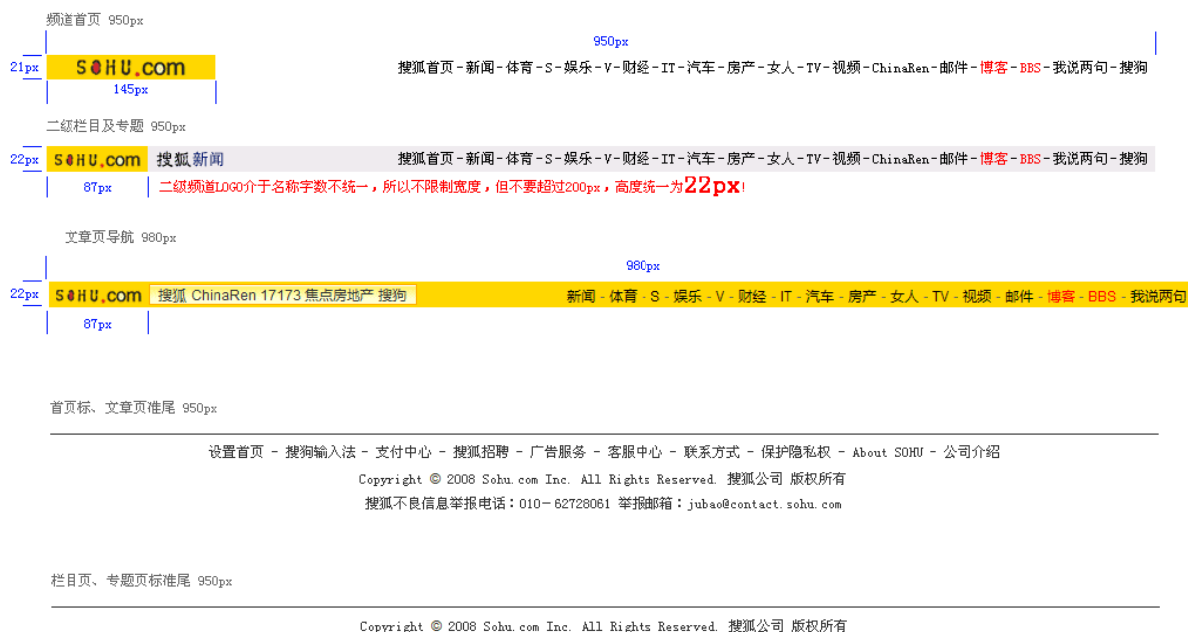 频道首页 950px
950px
21px
SOHU.com 搜狐首页-新闻-体育-S-娱乐-V-财经-IT-汽车-房产-女人-TV-视频-ChinaRen-邮件-博客-BBS-我说两句-搜狗
145px
二级栏目及专题 950px
22px SOHU.com 搜狐新闻 搜狐首页-新闻-体育-S-娱乐-V-财经-IT-汽车-房产-女人-TV-视频-ChinaRen-邮件-博客-BBS-我说两句-搜狗
87px 二级频道LOGO介于名称字数不统一，所以不限制宽度，但不要超过200px，高度统一为22px!
文章页导航 980px
980px
22px SOHU.com 搜狐 ChinaRen 17173 焦点房地产 搜狗 新闻 - 体育 - S - 娱乐 - V - 财经 - IT - 汽车 - 房产 - 女人 - TV - 视频 - 邮件 - 博客 - BBS - 我说两句
87px
首页标、文章页准尾 950px
设置首页 - 搜狗输入法 - 支付中心 - 搜狐招聘 - 广告服务 - 客服中心 - 联系方式 - 保护隐私权 - About SOHU - 公司介绍
Copyright © 2008 Sohu.com Inc. All Rights Reserved. 搜狐公司 版权所有
搜狐不良信息举报电话：010－62728061 举报邮箱：jubao@contact.sohu.com
栏目页、专题页标准尾 950px
Copyright © 2008 Sohu.com Inc. All Rights Reserved. 搜狐公司 版权所有